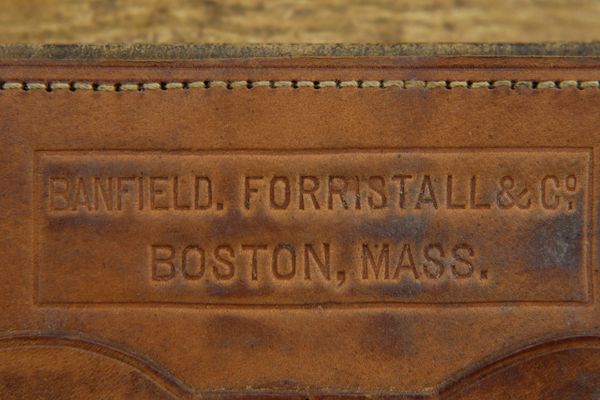 BANFIELD. FORRISTALL & Cº.
BOSTON, MASS.